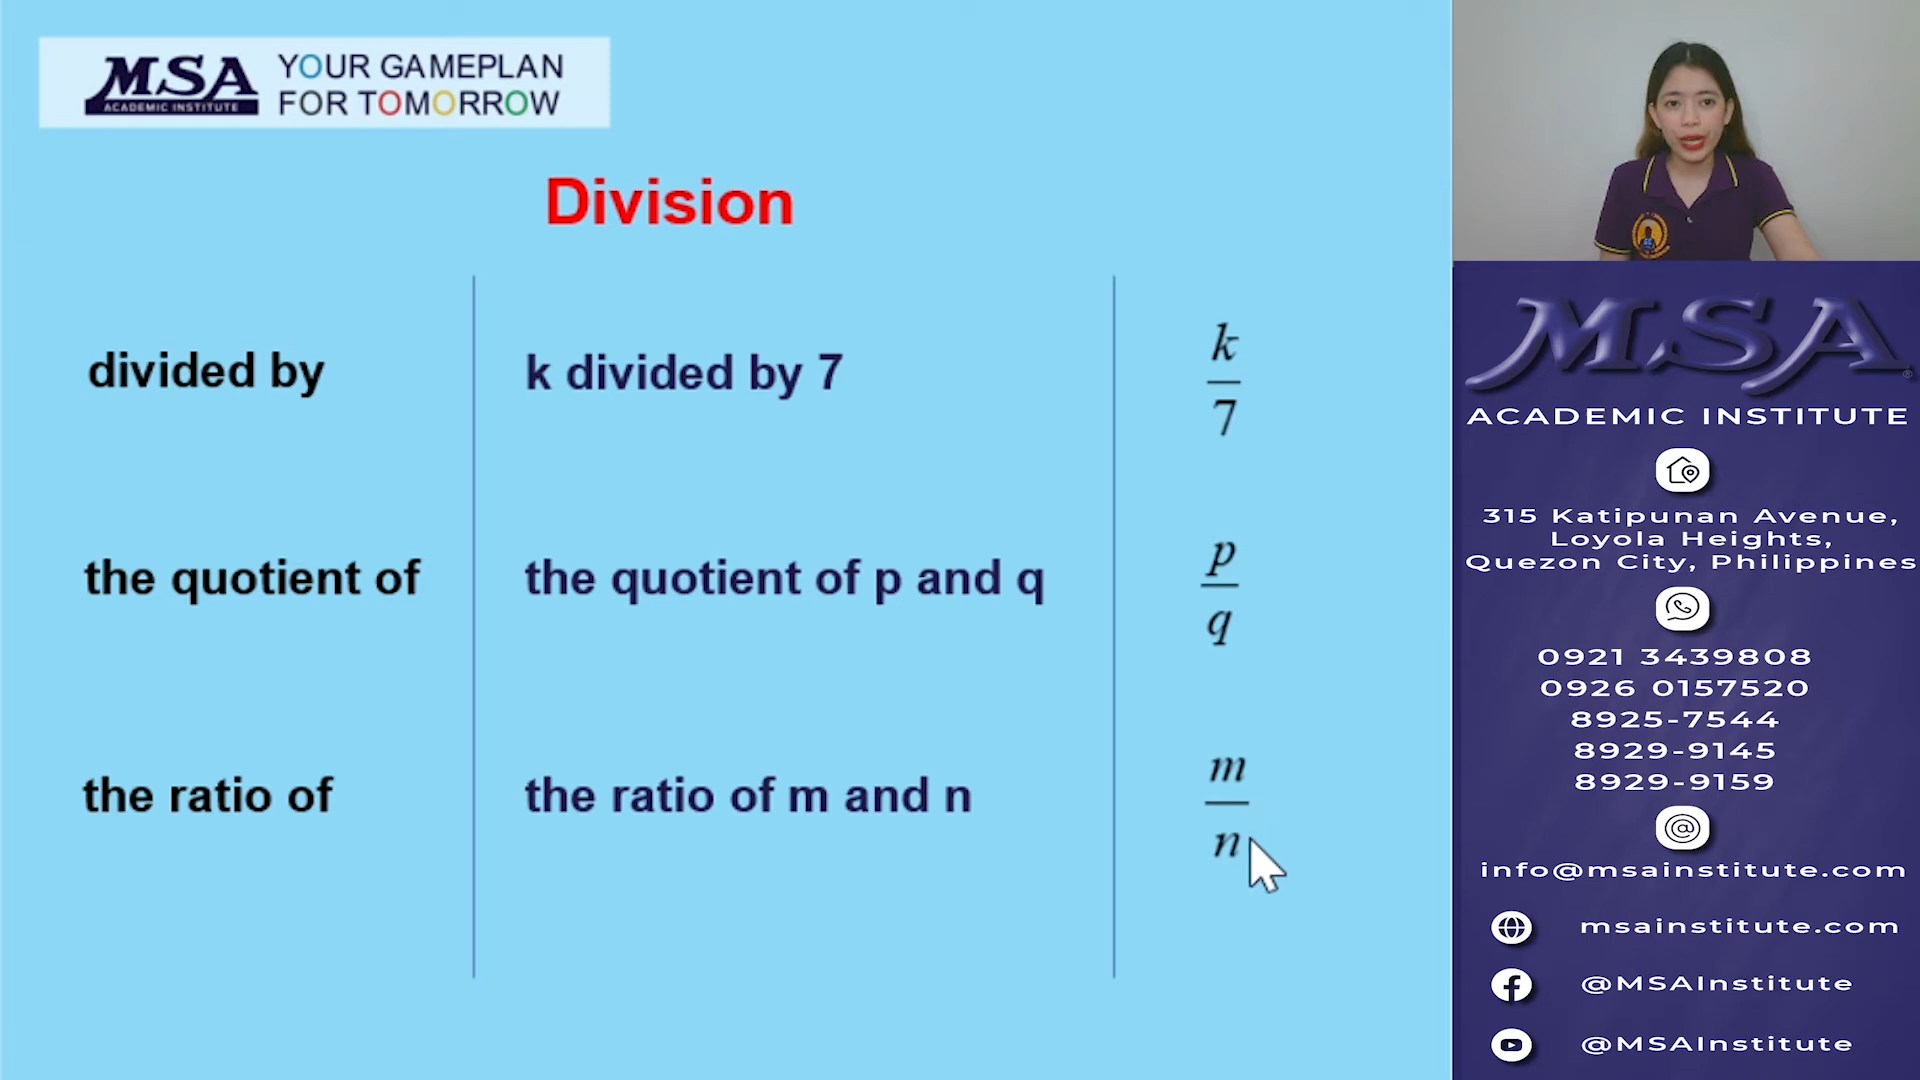 MSA
ACADEMIC INSTITUTE
YOUR GAMEPLAN
FOR TOMORROW
Division
divided by
k divided by 7
k
7
the quotient of
the quotient of p and q
p
q
the ratio of
the ratio of m and n
m
n
MSA®
ACADEMIC INSTITUTE
315 Katipunan Avenue,
Loyola Heights,
Quezon City, Philippines
0921 3439808
0926 0157520
8925-7544
8929-9145
8929-9159
info@msainstitute.com
msainstitute.com
@MSAInstitute
@MSAInstitute